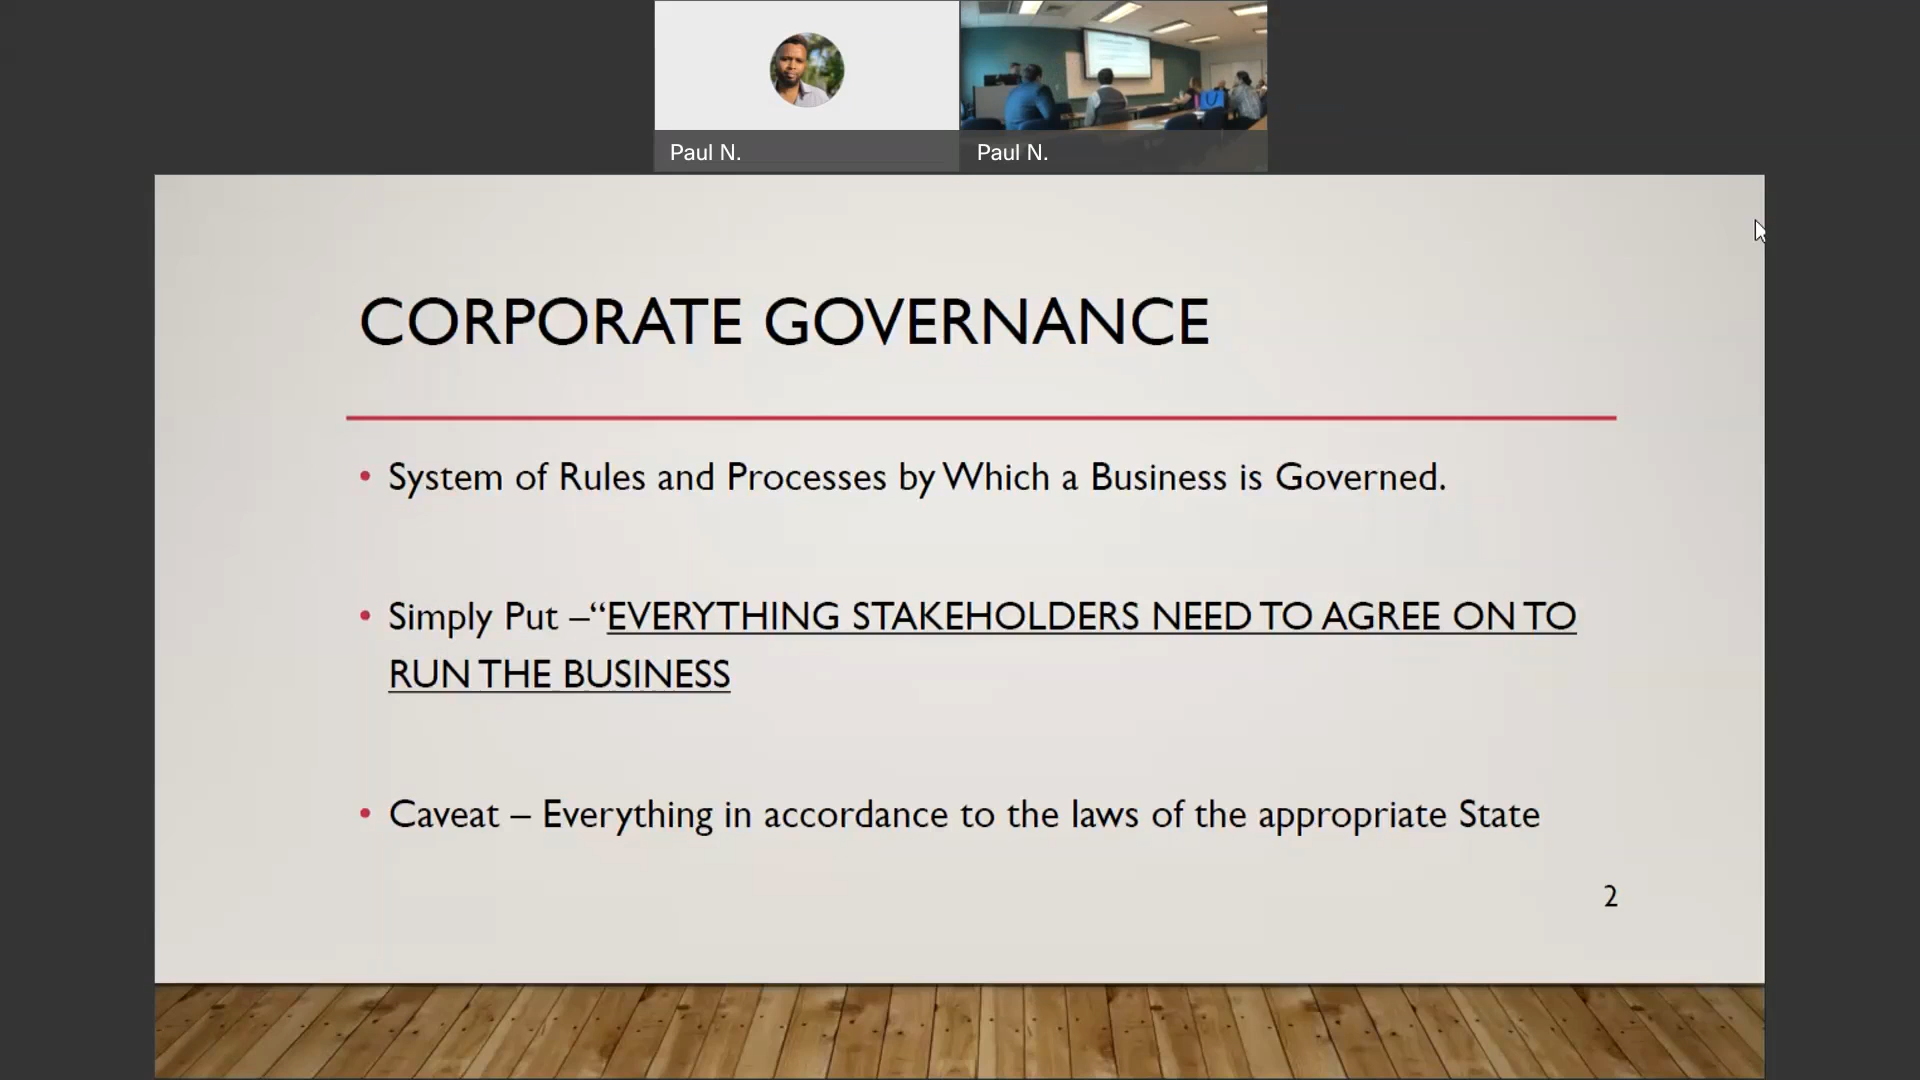 Paul N.
Paul N.
CORPORATE GOVERNANCE
• System of Rules and Processes by Which a Business is Governed.
• Simply Put –“EVERYTHING STAKEHOLDERS NEED TO AGREE ON TO
RUN THE BUSINESS
• Caveat – Everything in accordance to the laws of the appropriate State
2